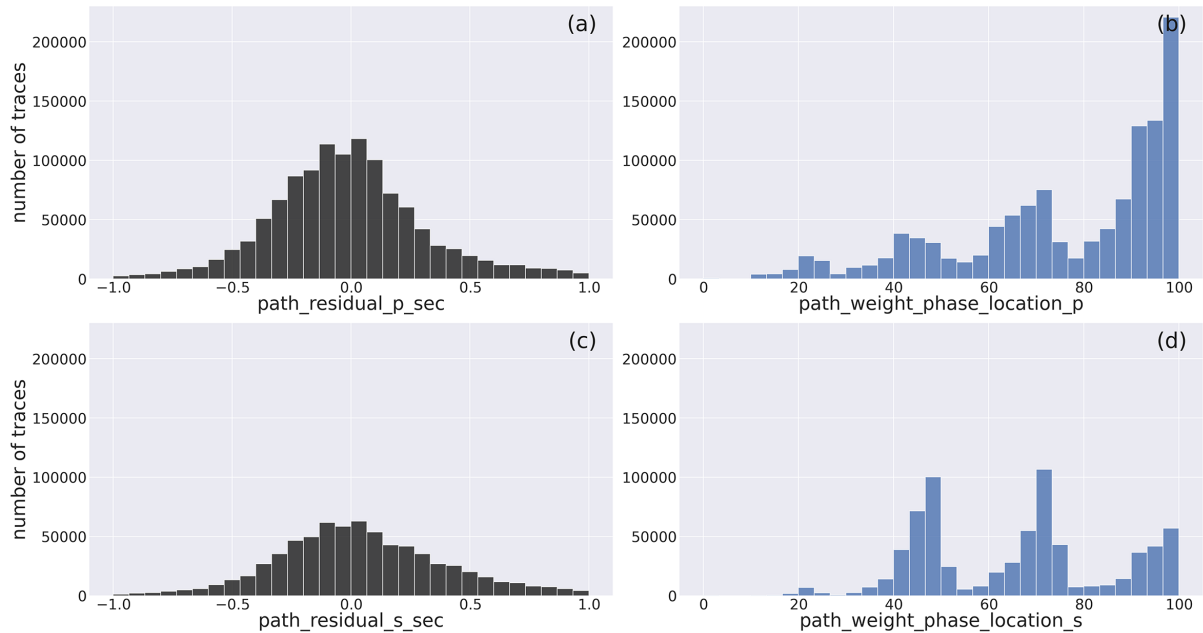 (a)
number of traces
200000
150000
100000
50000
0
−1.0 −0.5 0.0 0.5 1.0
path_residual_p_sec
(b)
200000
150000
100000
50000
0
0 20 40 60 80 100
path_weight_phase_location_p
(c)
number of traces
200000
150000
100000
50000
0
−1.0 −0.5 0.0 0.5 1.0
path_residual_s_sec
(d)
200000
150000
100000
50000
0
0 20 40 60 80 100
path_weight_phase_location_s